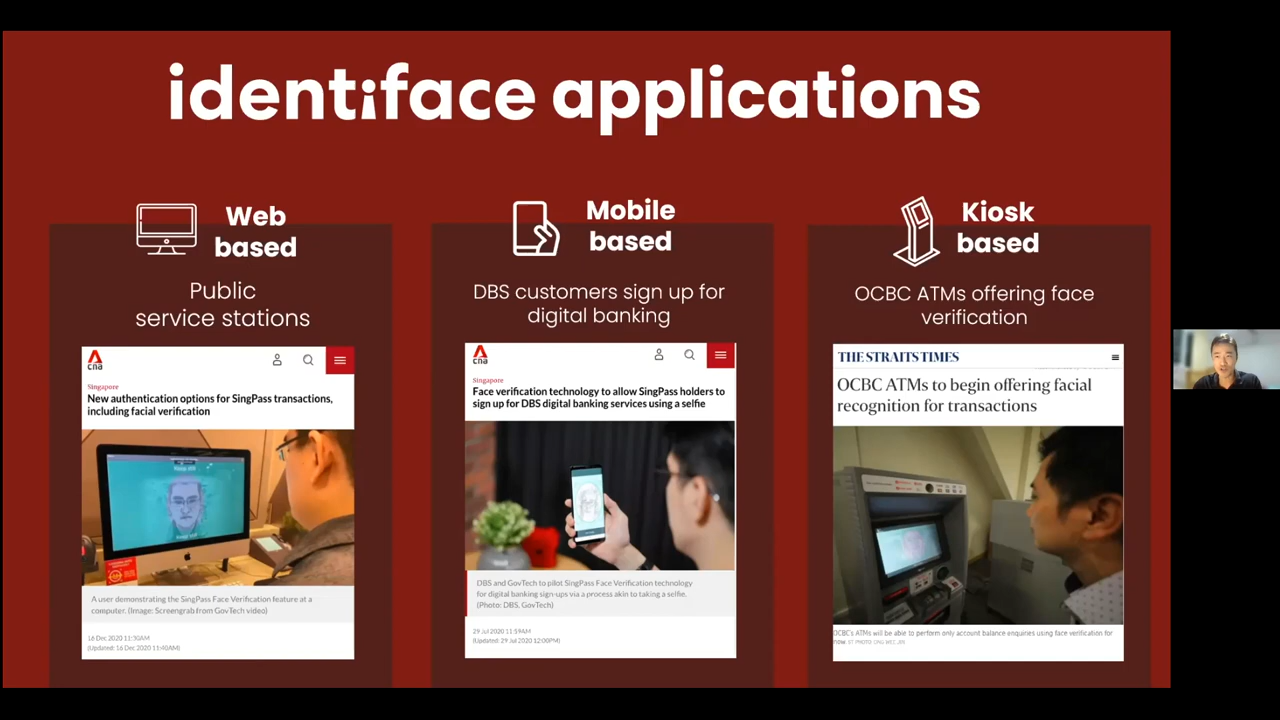 identiface applications
Web
based
Public
service stations
cna
Singapore
New authentication options for SingPass transactions,
including facial verification
A user demonstrating the SingPass Face Verification feature at a
computer. (Image: Screengrab from GovTech video)
16 Dec 2020 11:30AM
(Updated: 16 Dec 2020 11:40AM)
Mobile
based
DBS customers sign up for
digital banking
cna
Singapore
Face verification technology to allow SingPass holders to
sign up for DBS digital banking services using a selfie
DBS and GovTech to pilot SingPass Face Verification technology
for digital banking sign-ups via a process akin to taking a selfie.
(Photo: DBS, GovTech)
29 Jul 2020 11:59AM
(Updated: 29 Jul 2020 12:00PM)
Kiosk
based
OCBC ATMs offering face
verification
THE STRAITS TIMES
OCBC ATMs to begin offering facial
recognition for transactions
OCBC's ATMs will be able to perform only account balance enquiries using face verification for
now. ST PHOTO: